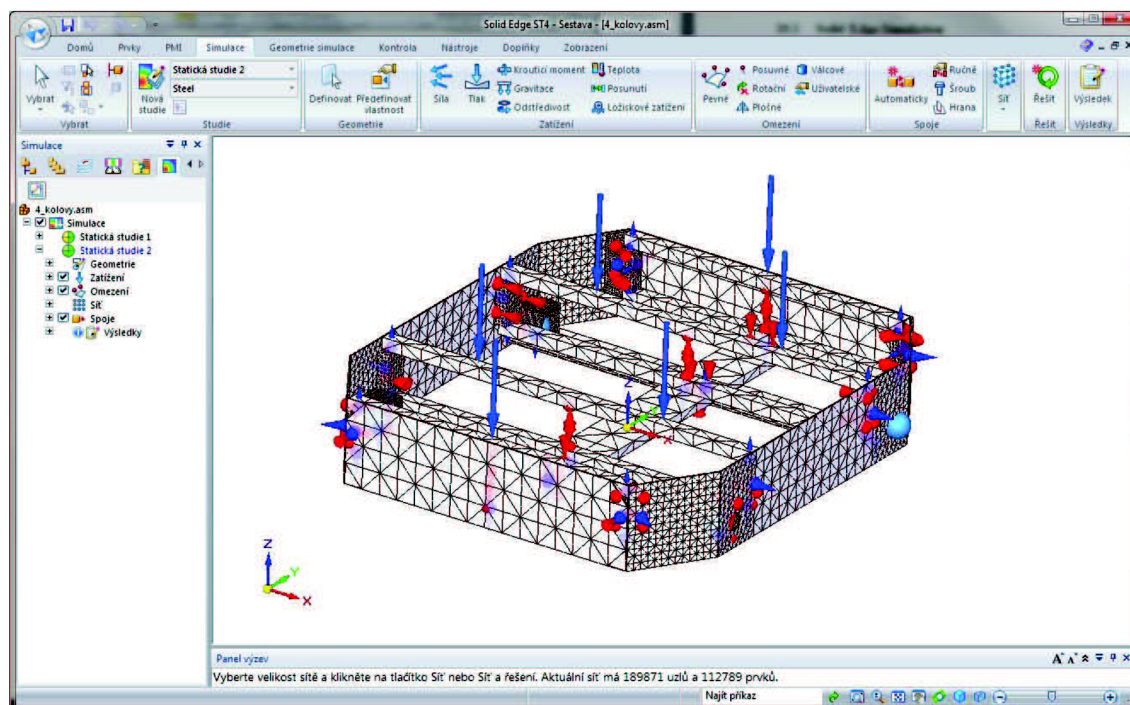 Solid Edge ST4 - Sestava - [4_kolovy.asm]
Domů Prvky PMI Simulace Geometrie simulace Kontrola Nástroje Doplňky Zobrazení
Vybrat
Vybrat
Nová studie
Statická studie 2
Steel
Studie
Definovat Předefinovat vlastnost
Geometrie
Síla Tlak
Krouticí moment Teplota
Gravitace Posunutí
Odstředivost Ložiskové zatížení
Zatížení
Pevné
Posuvné Válcové
Rotační Uživatelské
Plošné
Omezení
Automaticky
Ručně
Šroub
Hrana
Spoje
Síť
Řešit
Řešit
Výsledek
Výsledky
Simulace
4_kolovy.asm
Simulace
Statická studie 1
Statická studie 2
Geometrie
Zatížení
Omezení
Síť
Spoje
Výsledky
Z
Y
X
Z
Y
X
Panel výzev
Vyberte velikost sítě a klikněte na tlačítko Síť nebo Síť a řešení. Aktuální síť má 189871 uzlů a 112789 prvků.
Najít příkaz